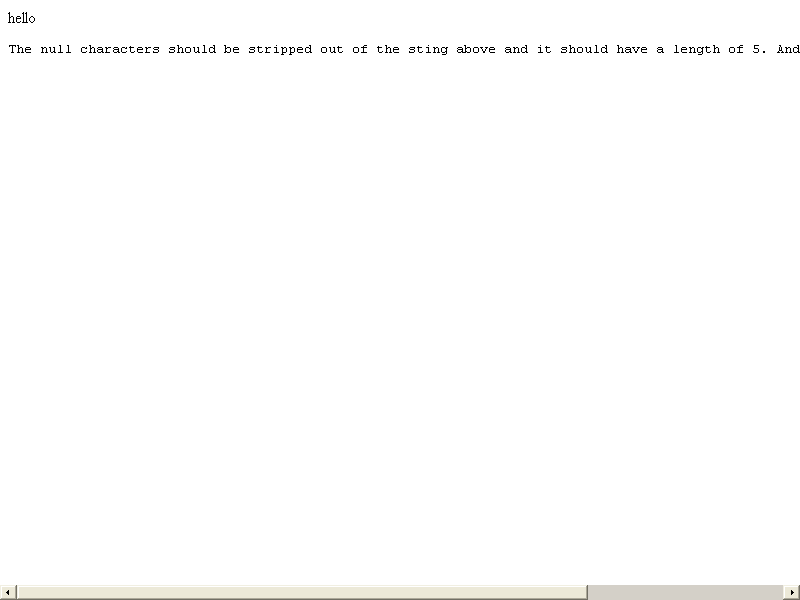 hello
The null characters should be stripped out of the sting above and it should have a length of 5. And